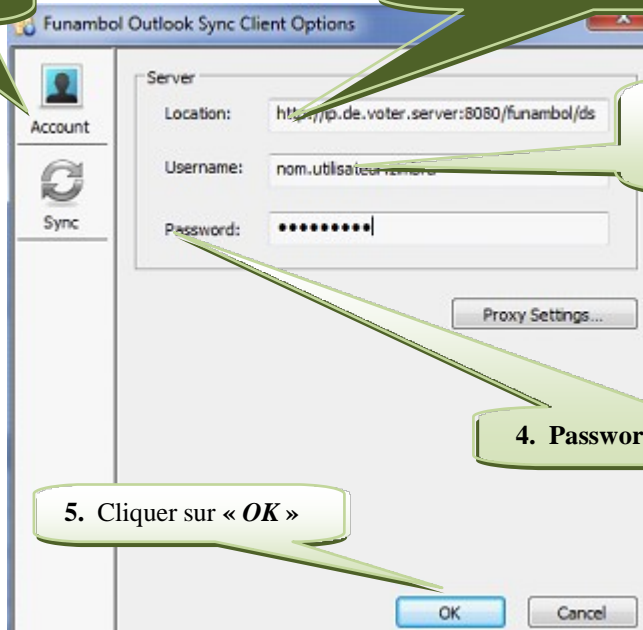 Funambol Outlook Sync Client Options
Account
Sync
Server
Location:
http://ip.de.voter.server:8080/funambol/ds
Username:
Password:
•••••••••
Proxy Settings...
4. Passwor
5. Cliquer sur « OK »
OK
Cancel